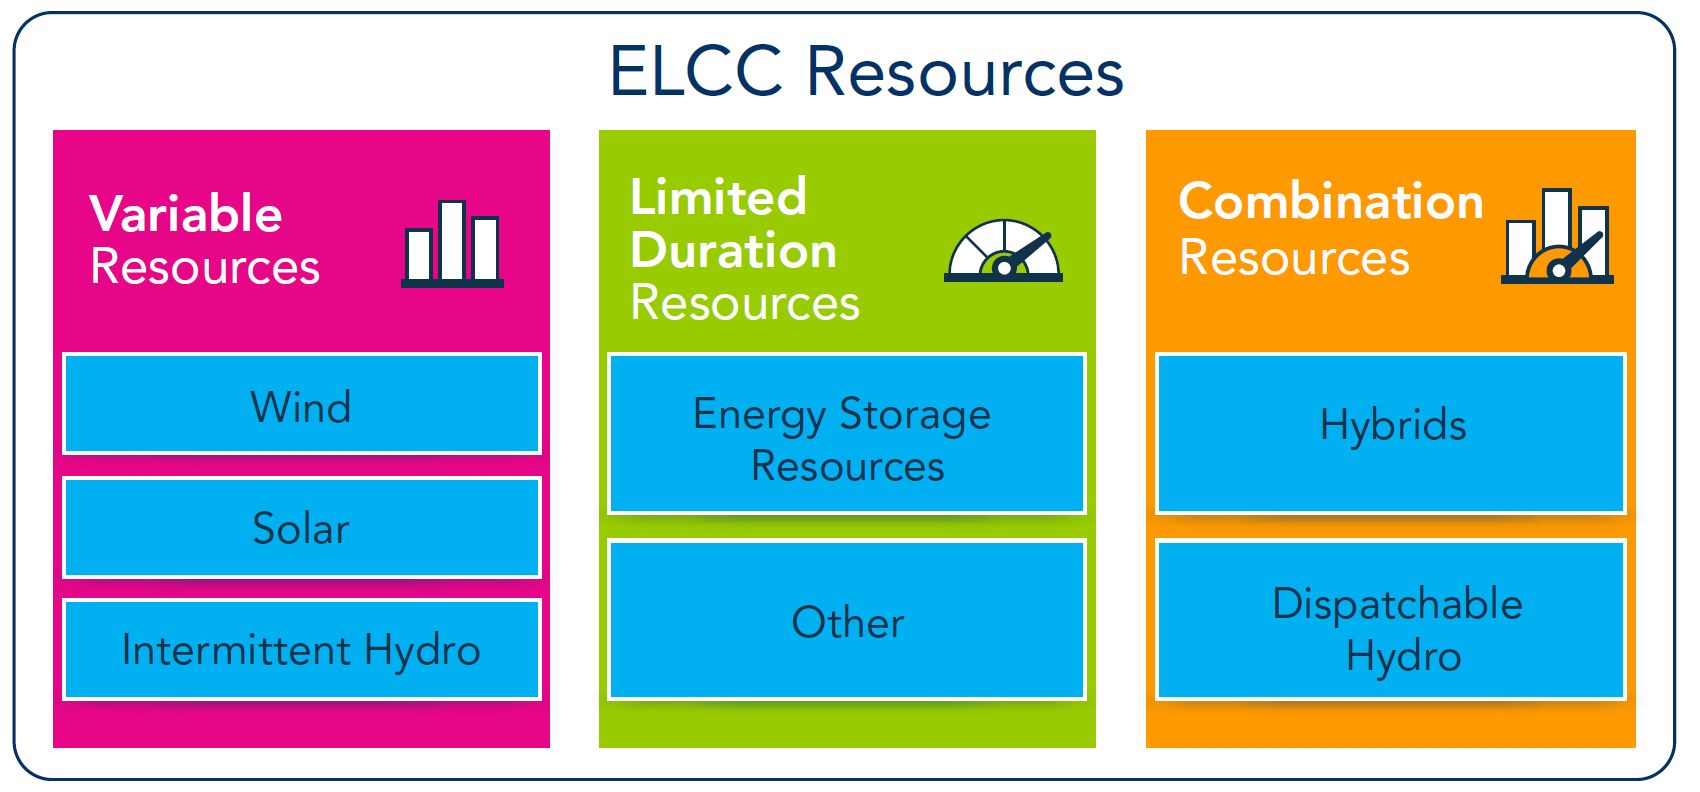 ELCC Resources
Variable
Resources
Wind
Solar
Intermittent Hydro
Limited
Duration
Resources
Energy Storage
Resources
Other
Combination
Resources
Hybrids
Dispatchable
Hydro